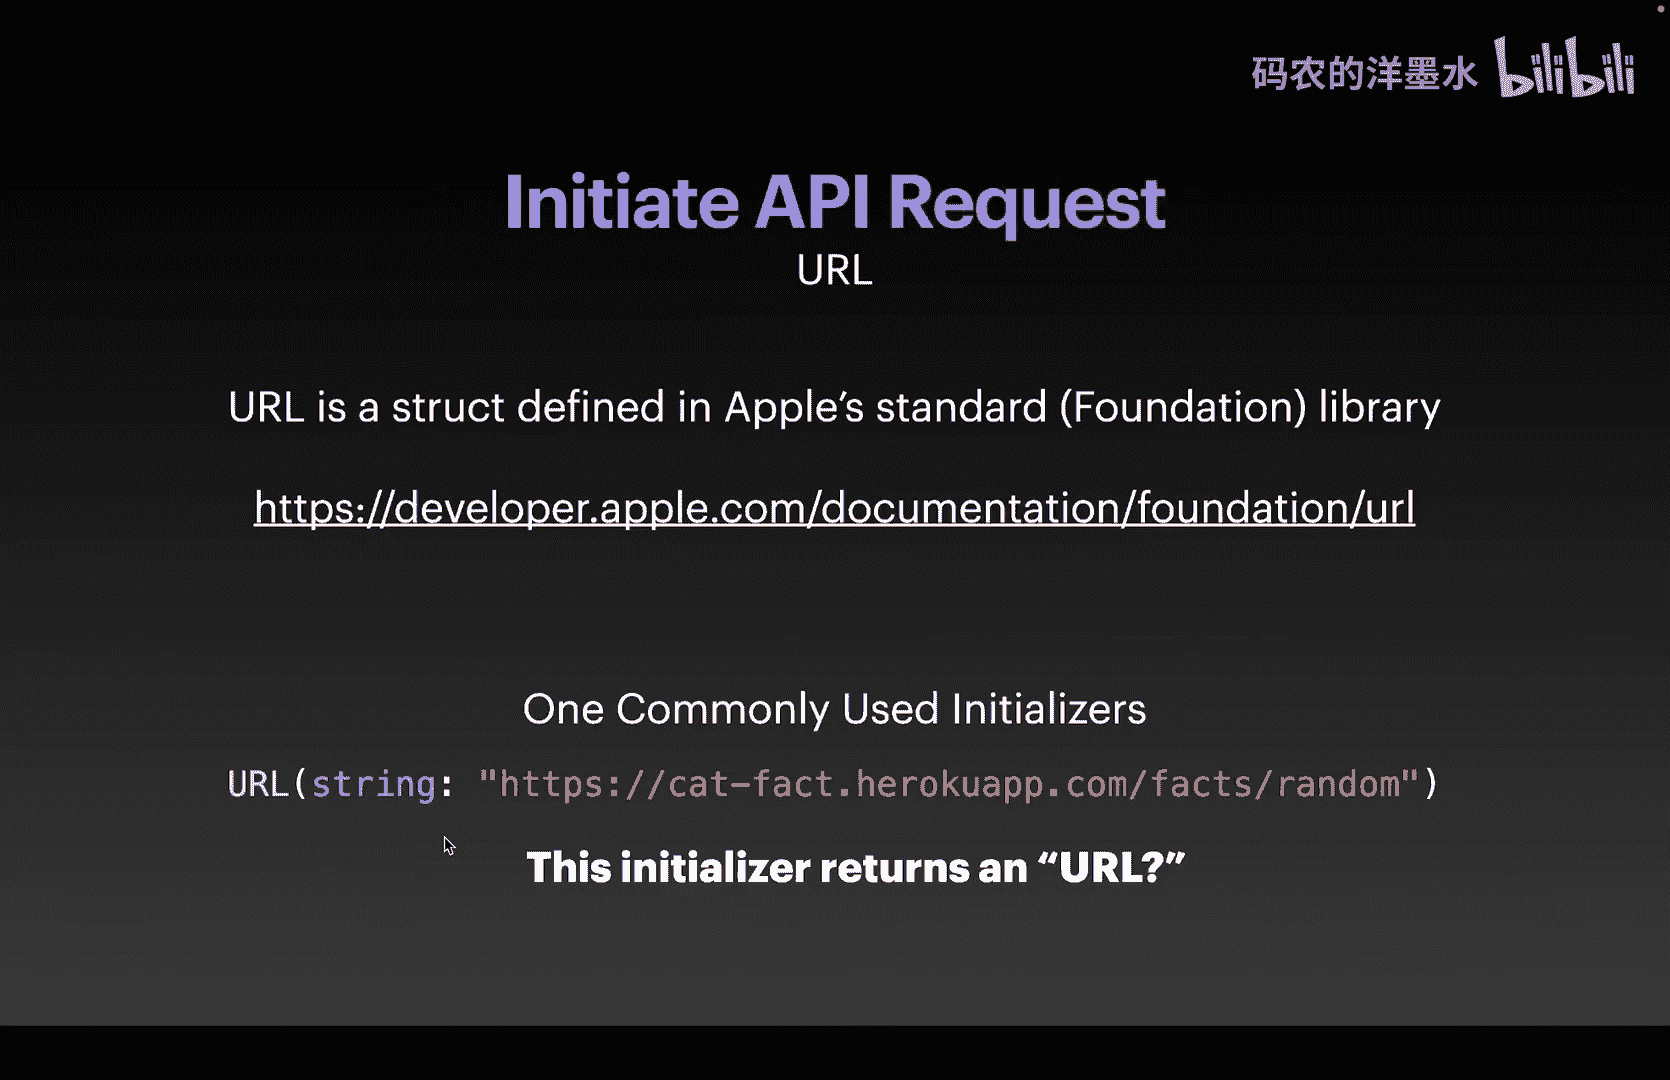 码农的洋墨水 bilibili
Initiate API Request
URL
URL is a struct defined in Apple’s standard (Foundation) library
https://developer.apple.com/documentation/foundation/url
One Commonly Used Initializers
URL(string: "https://cat-fact.herokuapp.com/facts/random")
This initializer returns an “URL?”